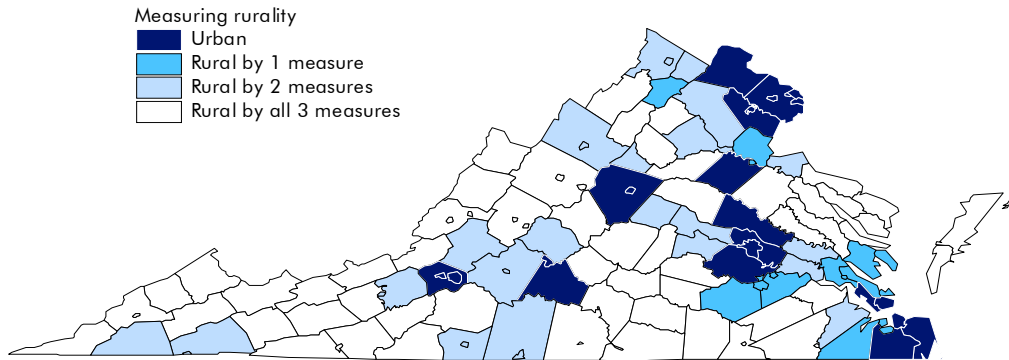 Measuring rurality
Urban
Rural by 1 measure
Rural by 2 measures
Rural by all 3 measures